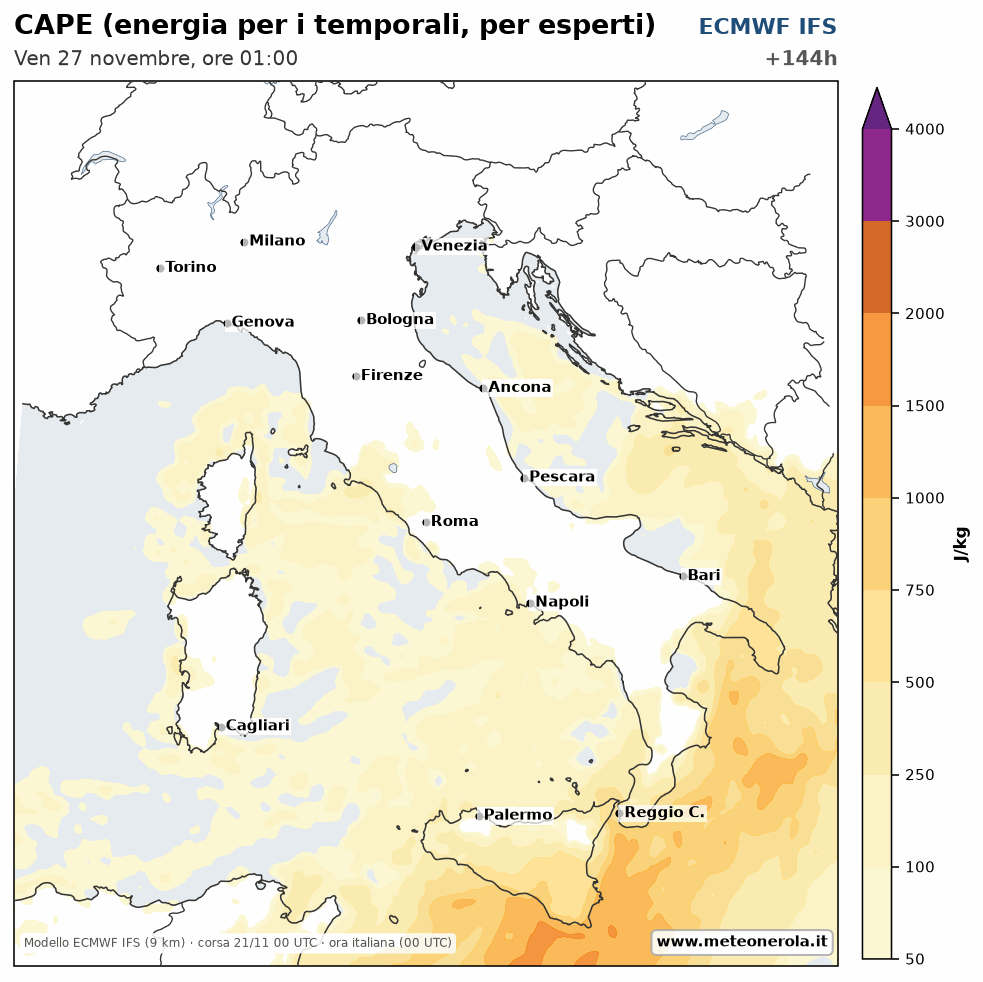 CAPE (energia per i temporali, per esperti)
ECMWF IFS
Ven 27 novembre, ore 01:00
+144h
Milano
Venezia
Torino
Genova
Bologna
Firenze
Ancona
Pescara
Roma
Bari
Napoli
Cagliari
Palermo
Reggio C.
4000
3000
2000
1500
1000
750
500
250
100
50
J/kg
Modello ECMWF IFS (9 km) · corsa 21/11 00 UTC · ora italiana (00 UTC)
www.meteonerola.it